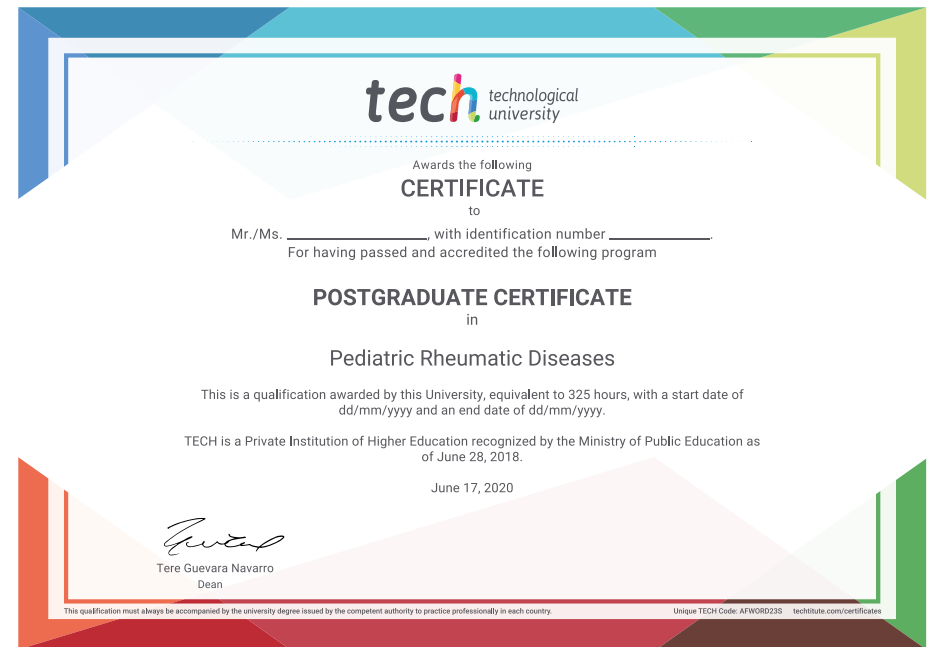 tech technological
university
Awards the following
CERTIFICATE
to
Mr./Ms. ____________________, with identification number ______________.
For having passed and accredited the following program
POSTGRADUATE CERTIFICATE
in
Pediatric Rheumatic Diseases
This is a qualification awarded by this University, equivalent to 325 hours, with a start date of
dd/mm/yyyy and an end date of dd/mm/yyyy.
TECH is a Private Institution of Higher Education recognized by the Ministry of Public Education as
of June 28, 2018.
June 17, 2020
Tere Guevara Navarro
Dean
This qualification must always be accompanied by the university degree issued by the competent authority to practice professionally in each country.
Unique TECH Code: AFWORD23S techtitute.com/certificates